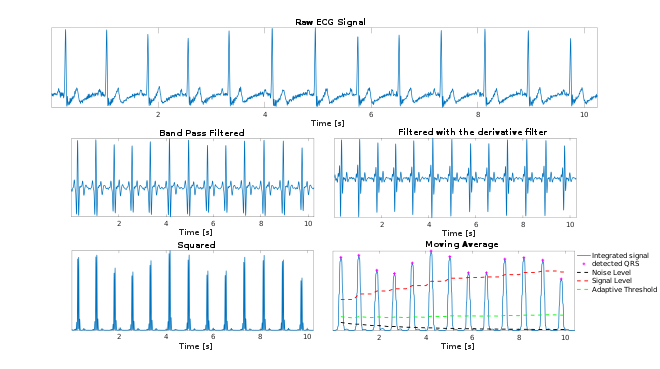 Raw ECG Signal
2 4 6 8 10
Time [s]
Band Pass Filtered
2 4 6 8 10
Time [s]
Filtered with the derivative filter
2 4 6 8 10
Time [s]
Squared
2 4 6 8 10
Time [s]
Moving Average
2 4 6 8 10
Time [s]
Integrated signal
detected QRS
Noise Level
Signal Level
Adaptive Threshold